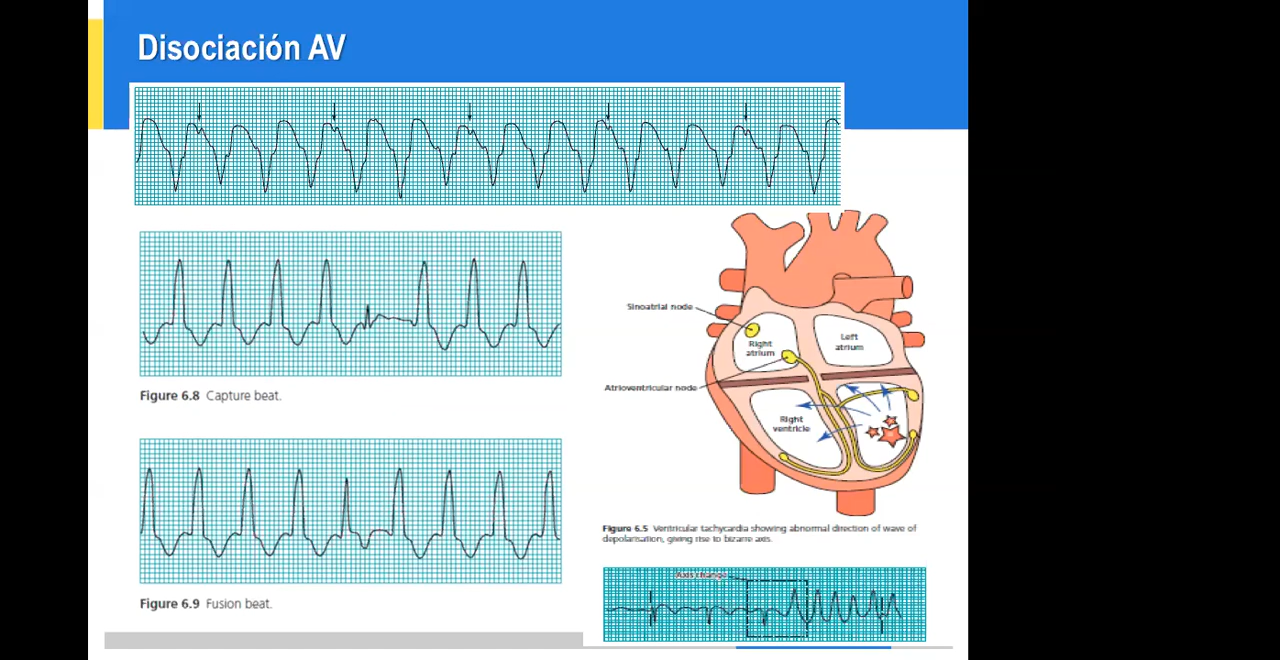 Disociación AV
Figure 6.8 Capture beat.
Figure 6.9 Fusion beat.
Sinoatrial node
Right
atrium
Left
atrium
Atrioventricular node
Right
ventricle
Figure 6.5 Ventricular tachycardia showing abnormal direction of wave of
depolarisation, giving rise to bizarre axis.
Axis change